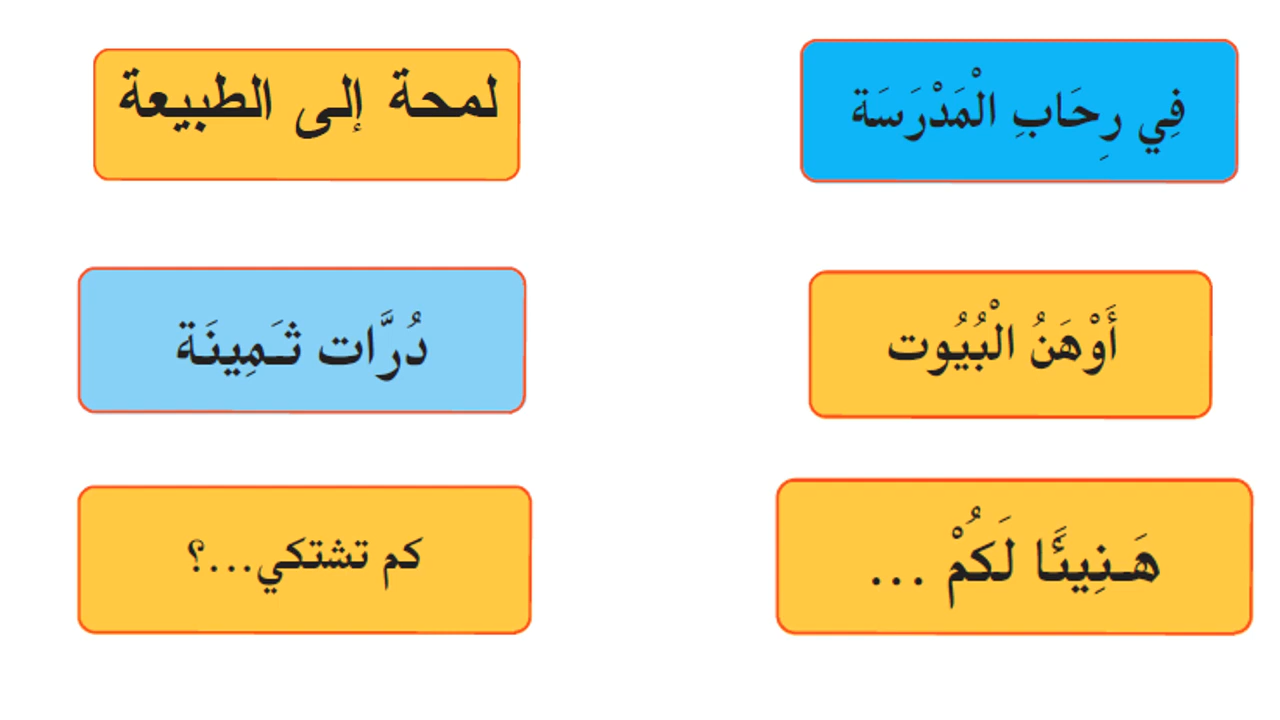 فِي رِحَابِ الْمَدْرَسَة
لمحة إلى الطبيعة
أَوْهَنُ الْبُيُوت
دُرَّات ثَـمِينَة
هَـنِيئَا لَكُمْ ...
كم تشتكي...؟